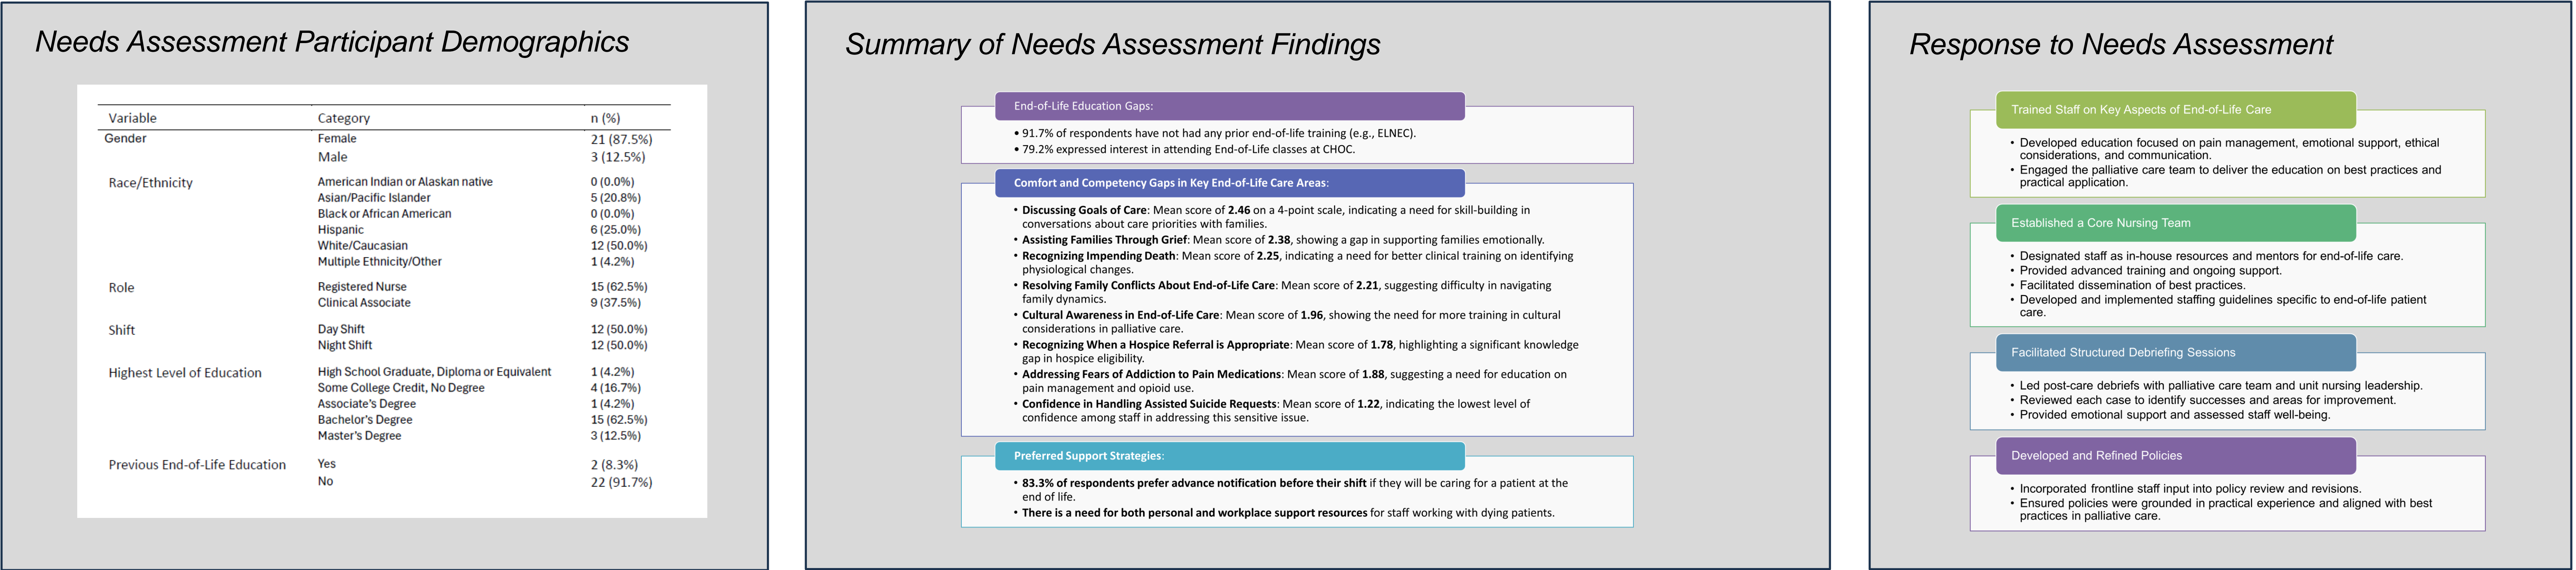 Needs Assessment Participant Demographics
Variable Category n (%)
Gender Female 21 (87.5%)
Male 3 (12.5%)
Race/Ethnicity American Indian or Alaskan native 0 (0.0%)
Asian/Pacific Islander 5 (20.8%)
Black or African American 0 (0.0%)
Hispanic 6 (25.0%)
White/Caucasian 12 (50.0%)
Multiple Ethnicity/Other 1 (4.2%)
Role Registered Nurse 15 (62.5%)
Clinical Associate 9 (37.5%)
Shift Day Shift 12 (50.0%)
Night Shift 12 (50.0%)
Highest Level of Education High School Graduate, Diploma or Equivalent 1 (4.2%)
Some College Credit, No Degree 4 (16.7%)
Associate's Degree 1 (4.2%)
Bachelor's Degree 15 (62.5%)
Master's Degree 3 (12.5%)
Previous End-of-Life Education Yes 2 (8.3%)
No 22 (91.7%)
Summary of Needs Assessment Findings
End-of-Life Education Gaps:
• 91.7% of respondents have not had any prior end-of-life training (e.g., ELNEC).
• 79.2% expressed interest in attending End-of-Life classes at CHOC.
Comfort and Competency Gaps in Key End-of-Life Care Areas:
• Discussing Goals of Care: Mean score of 2.46 on a 4-point scale, indicating a need for skill-building in
conversations about care priorities with families.
• Assisting Families Through Grief: Mean score of 2.38, showing a gap in supporting families emotionally.
• Recognizing Impending Death: Mean score of 2.25, indicating a need for better clinical training on identifying
physiological changes.
• Resolving Family Conflicts About End-of-Life Care: Mean score of 2.21, suggesting difficulty in navigating
family dynamics.
• Cultural Awareness in End-of-Life Care: Mean score of 1.96, showing the need for more training in cultural
considerations in palliative care.
• Recognizing When a Hospice Referral is Appropriate: Mean score of 1.78, highlighting a significant knowledge
gap in hospice eligibility.
• Addressing Fears of Addiction to Pain Medications: Mean score of 1.88, suggesting a need for education on
pain management and opioid use.
• Confidence in Handling Assisted Suicide Requests: Mean score of 1.22, indicating the lowest level of
confidence among staff in addressing this sensitive issue.
Preferred Support Strategies:
• 83.3% of respondents prefer advance notification before their shift if they will be caring for a patient at the
end of life.
• There is a need for both personal and workplace support resources for staff working with dying patients.
Response to Needs Assessment
Trained Staff on Key Aspects of End-of-Life Care
• Developed education focused on pain management, emotional support, ethical
considerations, and communication.
• Engaged the palliative care team to deliver the education on best practices and
practical application.
Established a Core Nursing Team
• Designated staff as in-house resources and mentors for end-of-life care.
• Provided advanced training and ongoing support.
• Facilitated dissemination of best practices.
• Developed and implemented staffing guidelines specific to end-of-life patient
care.
Facilitated Structured Debriefing Sessions
• Led post-care debriefs with palliative care team and unit nursing leadership.
• Reviewed each case to identify successes and areas for improvement.
• Provided emotional support and assessed staff well-being.
Developed and Refined Policies
• Incorporated frontline staff input into policy review and revisions.
• Ensured policies were grounded in practical experience and aligned with best
practices in palliative care.